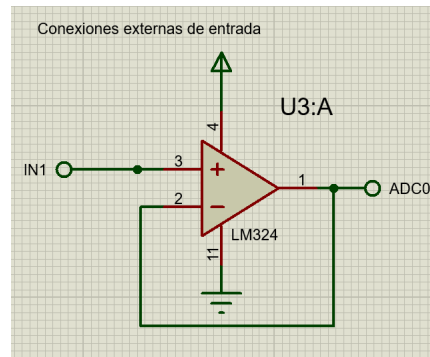 Conexiones externas de entrada
U3:A
4
IN1
3
+
1
ADC0
2
−
LM324
11